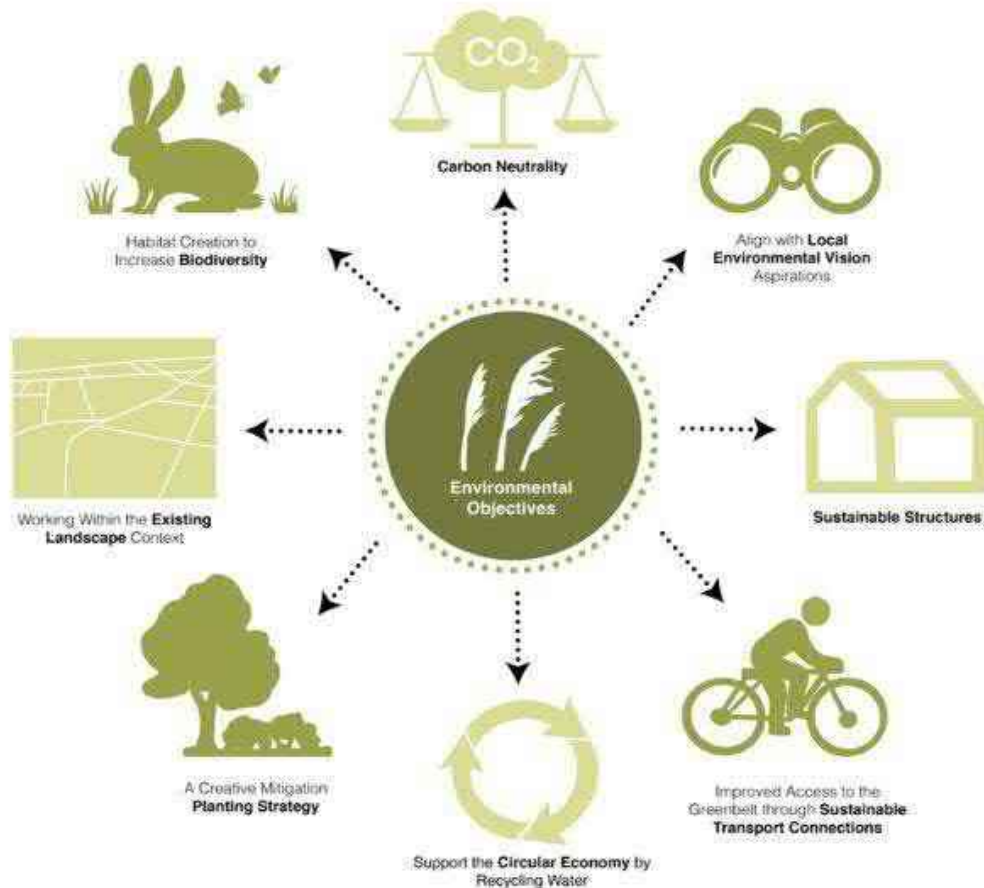 CO₂
Carbon Neutrality
Habitat Creation to
Increase Biodiversity
Align with Local
Environmental Vision
Aspirations
Environmental
Objectives
Working Within the Existing
Landscape Context
Sustainable Structures
A Creative Mitigation
Planting Strategy
Improved Access to the
Greenbelt through Sustainable
Transport Connections
Support the Circular Economy by
Recycling Water